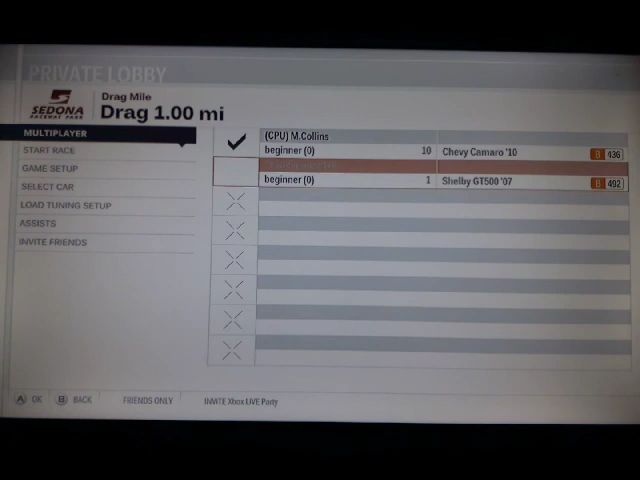 PRIVATE LOBBY
SEDONA
RACEWAY PARK
Drag Mile
Drag 1.00 mi
MULTIPLAYER
START RACE
GAME SETUP
SELECT CAR
LOAD TUNING SETUP
ASSISTS
INVITE FRIENDS
(CPU) M.Collins
beginner (0) 10 Chevy Camaro '10 B 436
beginner (0) 1 Shelby GT500 '07 B 492
A OK B BACK FRIENDS ONLY INVITE Xbox LIVE Party